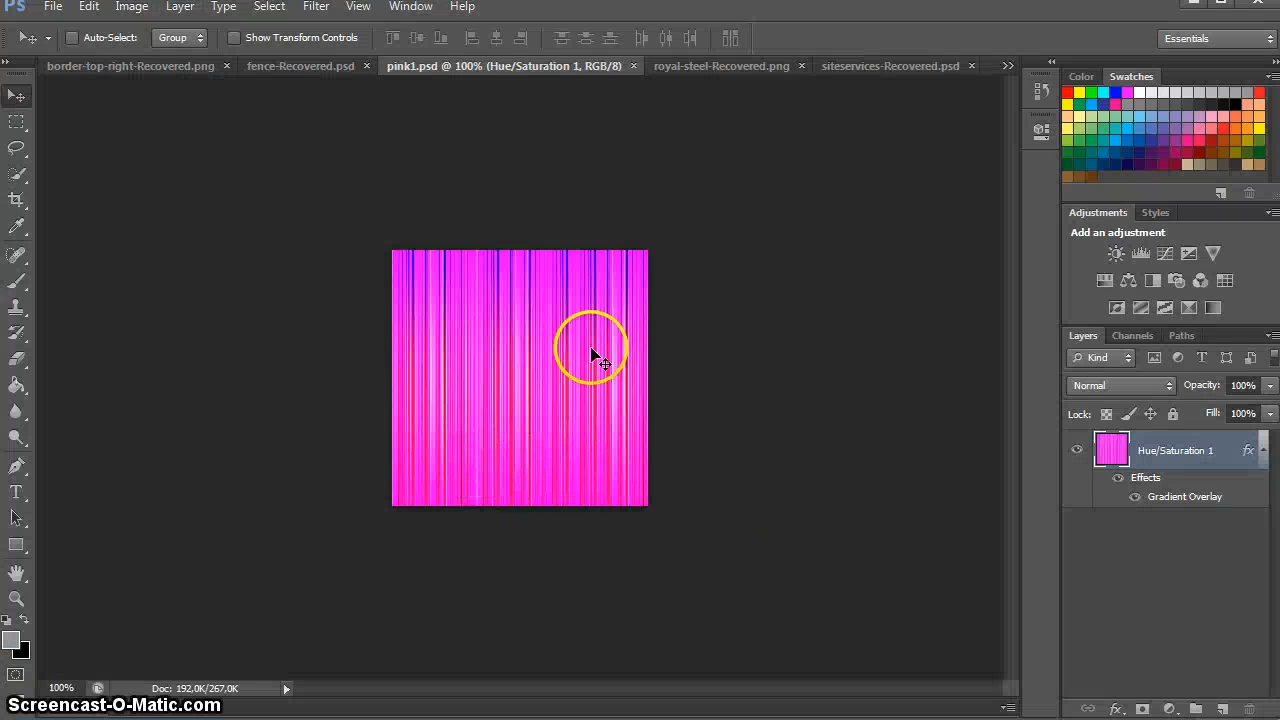 Ps File Edit Image Layer Type Select Filter View Window Help
Auto-Select: Group Show Transform Controls Essentials
border-top-right-Recovered.png × fence-Recovered.psd × pink1.psd @ 100% (Hue/Saturation 1, RGB/8) × royal-steel-Recovered.png × siteservices-Recovered.psd ×
Color Swatches
Adjustments Styles
Add an adjustment
Layers Channels Paths
Kind
Normal Opacity: 100%
Lock: Fill: 100%
Hue/Saturation 1 fx
Effects
Gradient Overlay
100% Doc: 192,0K/267,0K
Screencast-O-Matic.com